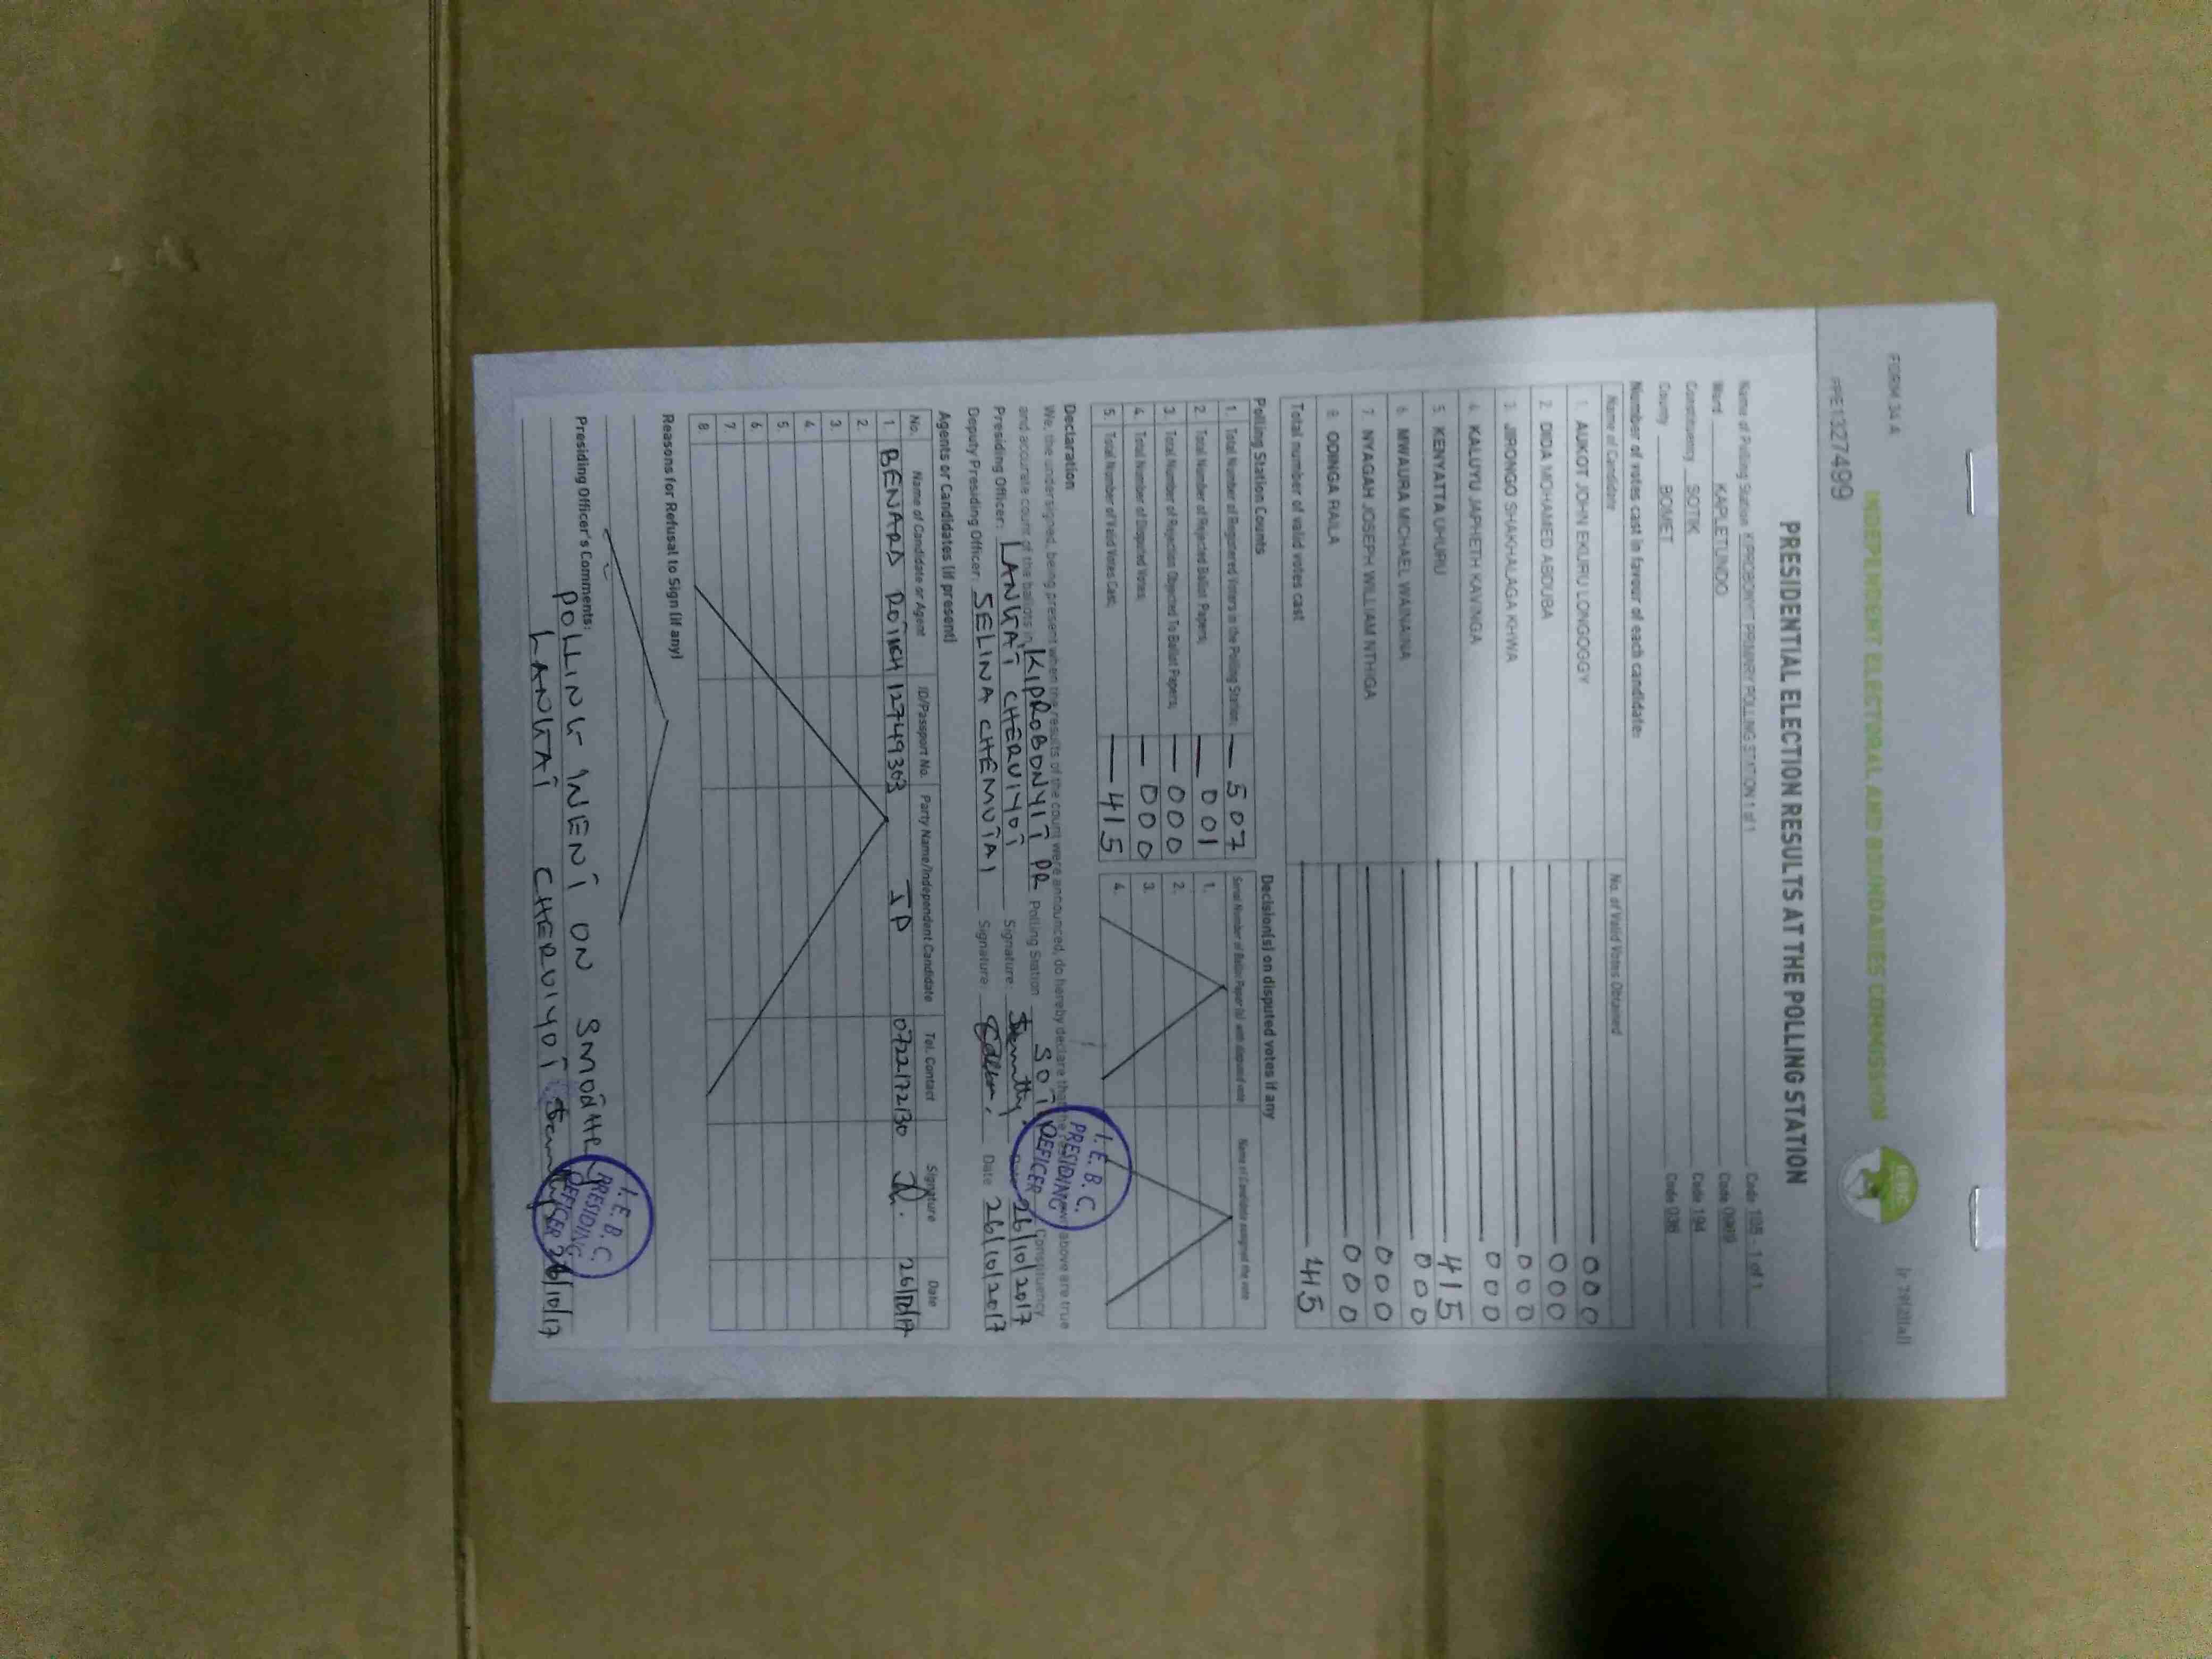 FORM 34 A
INDEPENDENT ELECTORAL AND BOUNDARIES COMMISSION
IEBC
PPE1327499
PRESIDENTIAL ELECTION RESULTS AT THE POLLING STATION
Name of Polling Station KIPROBONYIT PRIMARY POLLING STATION 1 of 1 Code 105 - 1 of 1
Ward KAPLETUNDO Code 0969
Constituency SOTIK Code 194
County BOMET Code 036
Number of votes cast in favour of each candidate:
Name of Candidate No. of Valid Votes Obtained
1. AUKOT JOHN EKURU LONGOGGY 000
2. DIDA MOHAMED ABDUBA 000
3. JIRONGO SHAKHALAGA KHWA 000
4. KALUYU JAPHETH KAVINGA 000
5. KENYATTA UHURU 415
6. MWAURA MICHAEL WAINAINA 000
7. NYAGAH JOSEPH WILLIAM NTHIGA 000
8. ODINGA RAILA 000
Total number of valid votes cast 415
Polling Station Counts
1. Total Number of Registered Voters in the Polling Station; 507
2. Total Number of Rejected Ballot Papers; 001
3. Total Number of Rejection Objected To Ballot Papers; 000
4. Total Number of Disputed Votes; 000
5. Total Number of Valid Votes Cast; 415
Decision(s) on disputed votes if any
Serial Number of Ballot Paper(s) with disputed vote Name of Candidate assigned the vote
1.
2.
3.
4.
Declaration
We, the undersigned, being present when the results of the count were announced, do hereby declare that the results above are true
and accurate count of the ballots in KIPROBONYIT PR Polling Station Constituency
Presiding Officer: LANGAT CHERUIYOT Signature: Date 26/10/2017
Deputy Presiding Officer: SELINA CHEMUTAI Signature: Date 26/10/2017
I.E.B.C.
PRESIDING
OFFICER
Agents or Candidates (if present)
No. Name of Candidate or Agent ID/Passport No. Party Name/Independent Candidate Tel. Contact Signature Date
1. BENARD ROTICH 12749363 JP 0722172130 26/10/17
2.
3.
4.
5.
6.
7.
8.
Reasons for Refusal to Sign (if any)
Presiding Officer's Comments:
POLLING WENT ON SMOOTHELY
LANGAT CHERUIYOT 26/10/17
I.E.B.C.
PRESIDING
OFFICER